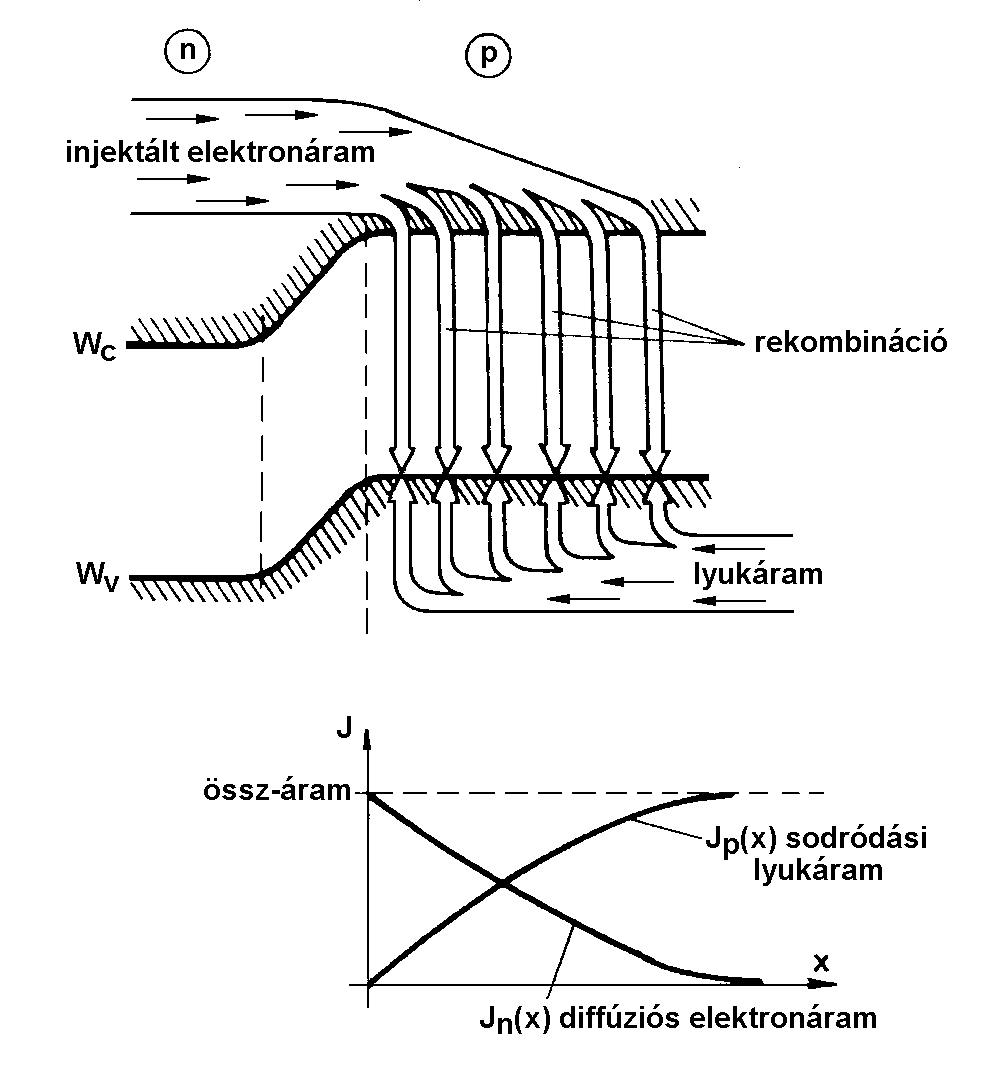 n
p
injektált elektronáram
WC
rekombináció
WV
lyukáram
J
össz-áram
Jp(x) sodródási
lyukáram
x
Jn(x) diffúziós elektronáram